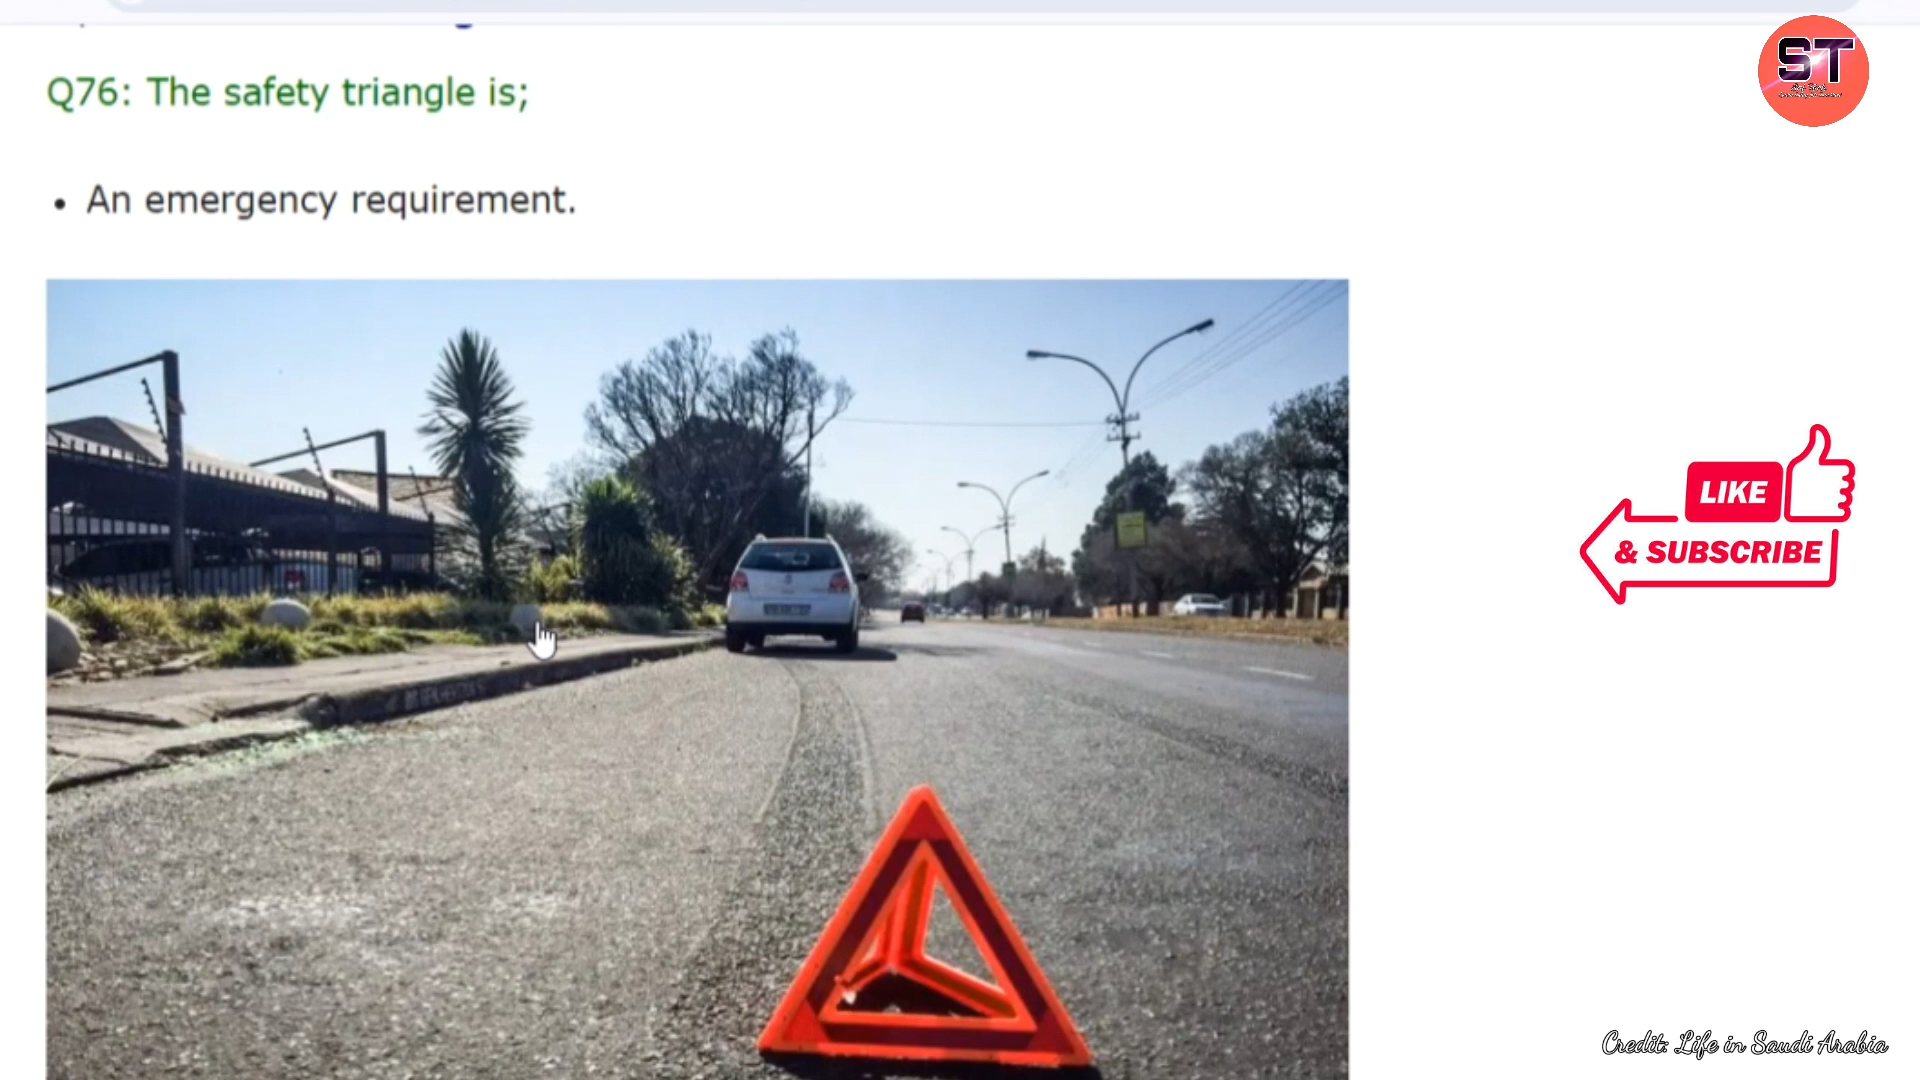 Q76: The safety triangle is;
ST
• An emergency requirement.
LIKE
& SUBSCRIBE
Credit: Life in Saudi Arabia